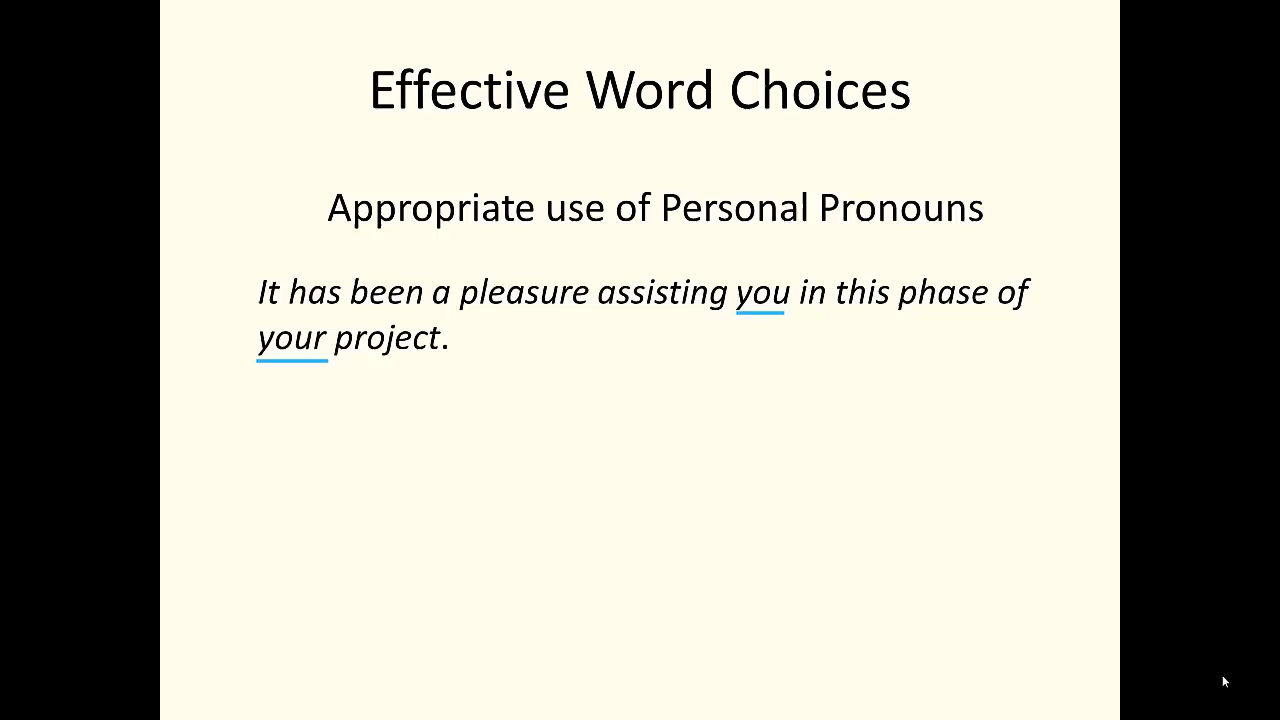 Effective Word Choices
Appropriate use of Personal Pronouns
It has been a pleasure assisting you in this phase of
your project.